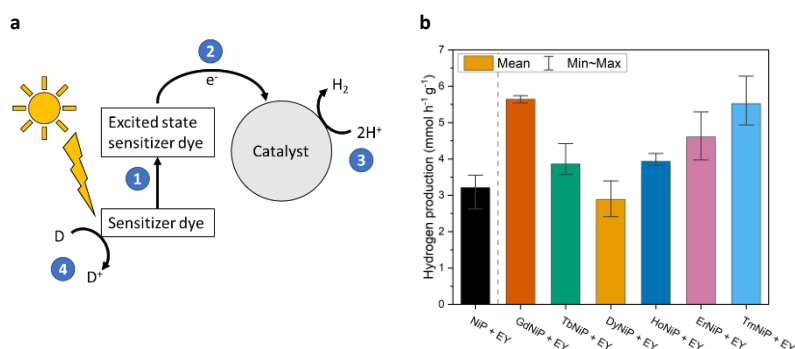 a
2
e-
H₂
Excited state
sensitizer dye
Catalyst
2H⁺
3
1
Sensitizer dye
D
D⁺
4
b
Mean
Min~Max
Hydrogen production (mmol h⁻¹ g⁻¹)
7
6
5
4
3
2
1
0
NiP + EY
GdNiP + EY
TbNiP + EY
DyNiP + EY
HoNiP + EY
ErNiP + EY
TmNiP + EY